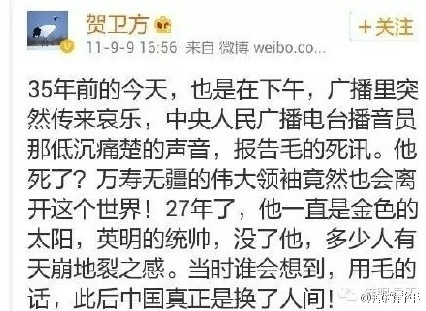 贺卫方
+关注
11-9-9 16:56 来自 微博 weibo.co...
35年前的今天，也是在下午，广播里突
然传来哀乐，中央人民广播电台播音员
那低沉痛楚的声音，报告毛的死讯。他
死了？万寿无疆的伟大领袖竟然也会离
开这个世界！27年了，他一直是金色的
太阳，英明的统帅，没了他，多少人有
天崩地裂之感。当时谁会想到，用毛的
话，此后中国真正是换了人间！